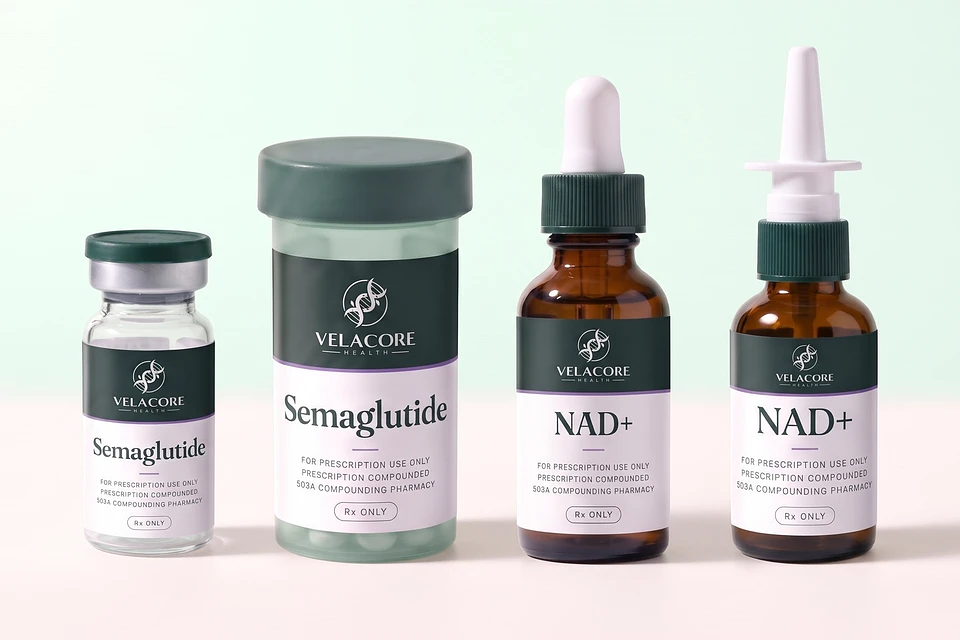 VELACORE
HEALTH
Semaglutide
FOR PRESCRIPTION USE ONLY
PRESCRIPTION COMPOUNDED
503A COMPOUNDING PHARMACY
Rx ONLY
VELACORE
HEALTH
Semaglutide
FOR PRESCRIPTION USE ONLY
PRESCRIPTION COMPOUNDED
503A COMPOUNDING PHARMACY
Rx ONLY
VELACORE
HEALTH
NAD+
FOR PRESCRIPTION USE ONLY
PRESCRIPTION COMPOUNDED
503A COMPOUNDING PHARMACY
Rx ONLY
VELACORE
HEALTH
NAD+
FOR PRESCRIPTION USE ONLY
PRESCRIPTION COMPOUNDED
503A COMPOUNDING PHARMACY
Rx ONLY